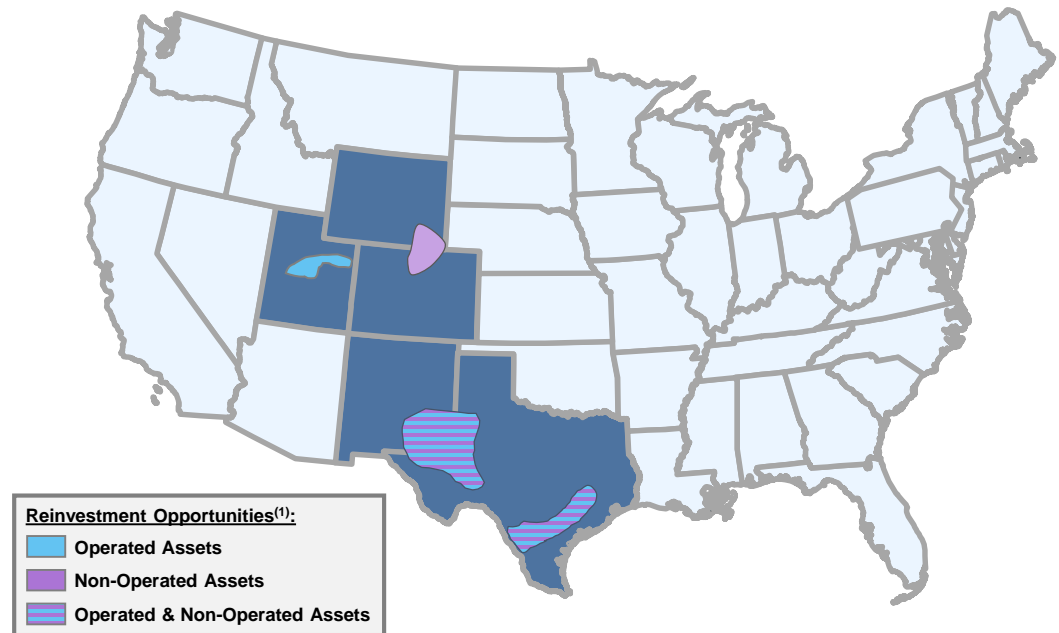 Reinvestment Opportunities(1):
Operated Assets
Non-Operated Assets
Operated & Non-Operated Assets